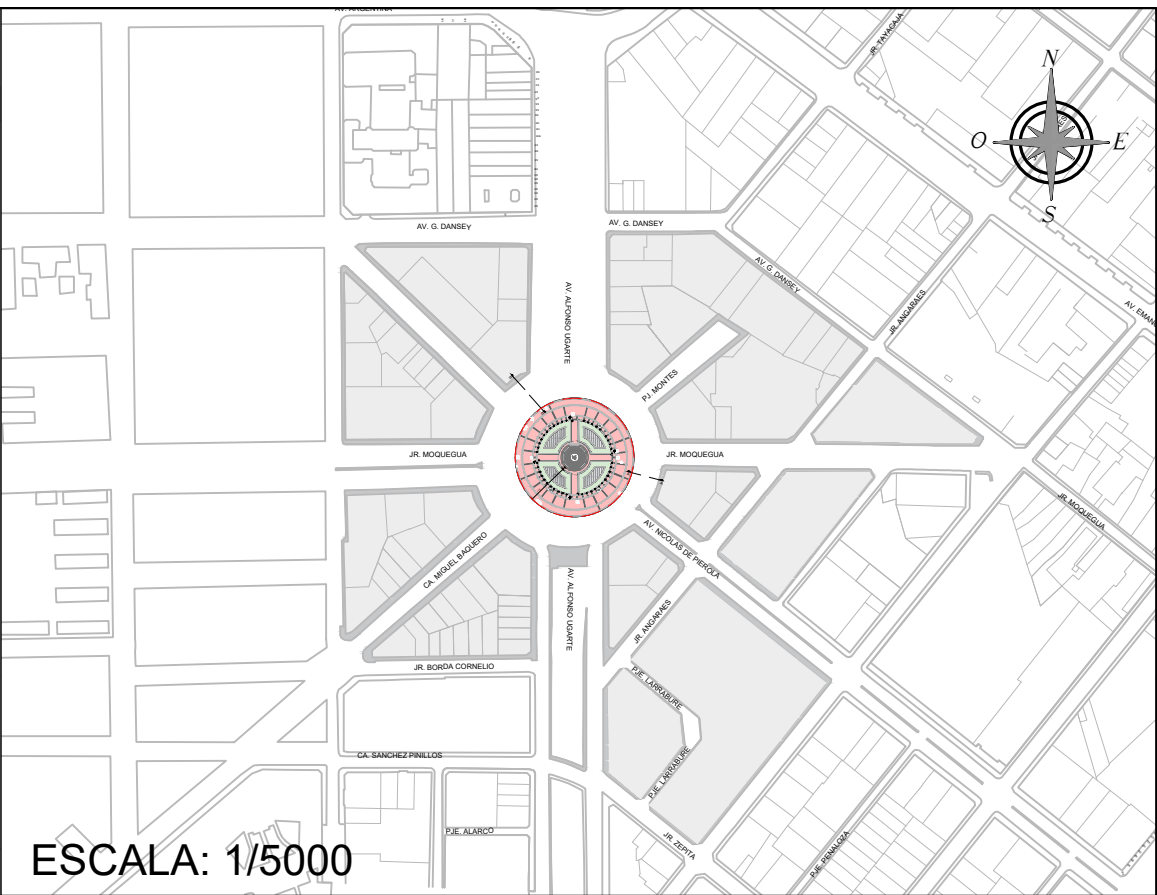 AV. ARGENTINA
JR. TAYACAJA
N
O
E
S
AV. G. DANSEY
AV. G. DANSEY
AV. G. DANSEY
AV. ALFONSO UGARTE
JR. ANGARAES
PJ. MONTES
JR. MOQUEGUA
JR. MOQUEGUA
JR. MOQUEGUA
AV. NICOLAS DE PIEROLA
CA. MIGUEL BAQUERO
AV. ALFONSO UGARTE
JR. ANGARAES
JR. BORDA CORNELIO
PJE. LARRABURE
PJE. LARRABURE
CA. SANCHEZ PINILLOS
PJE. ALARCO
JR. ZEPITA
PJE. PENALOZA
ESCALA: 1/5000